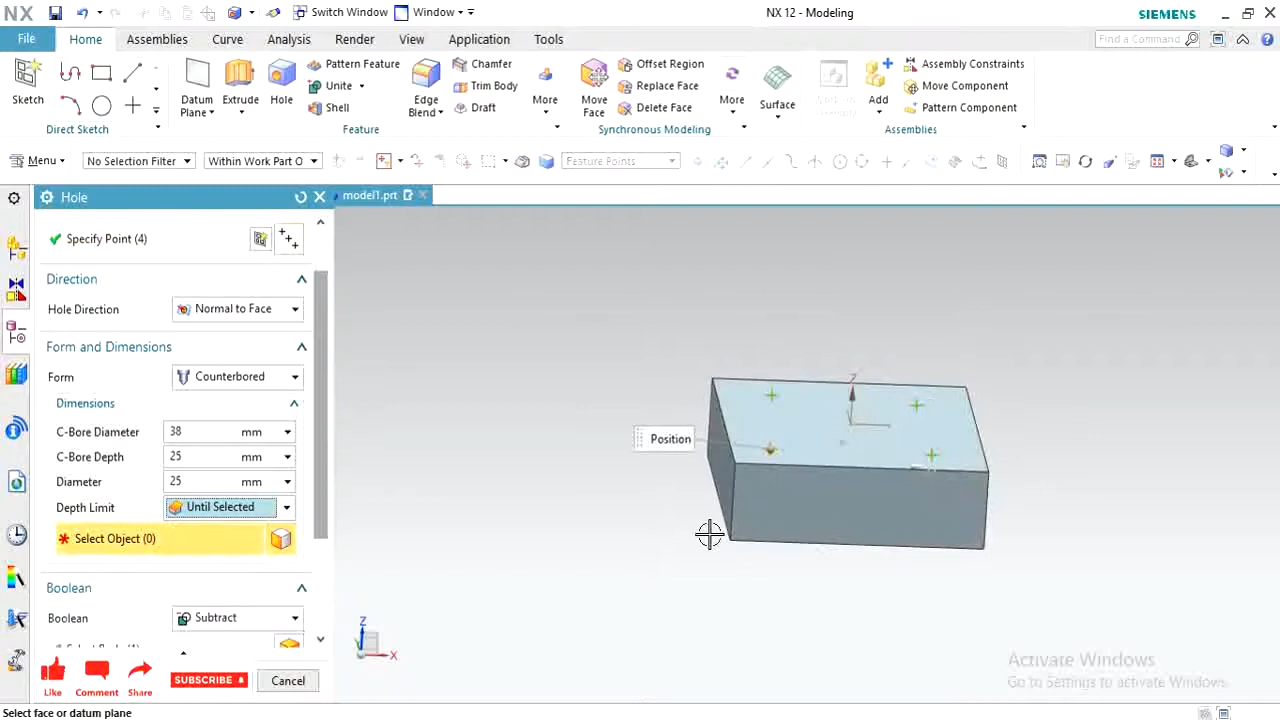 NX
Switch Window
Window
NX 12 - Modeling
SIEMENS
File
Home
Assemblies
Curve
Analysis
Render
View
Application
Tools
Find a Command
Sketch
Direct Sketch
Datum
Plane
Extrude
Hole
Pattern Feature
Unite
Shell
Edge
Blend
Chamfer
Trim Body
Draft
More
Feature
Move
Face
Offset Region
Replace Face
Delete Face
More
Synchronous Modeling
Surface
Add
Assembly Constraints
Move Component
Pattern Component
Assemblies
Menu
No Selection Filter
Within Work Part O
Feature Points
Hole
model1.prt
Specify Point (4)
Direction
Hole Direction
Normal to Face
Form and Dimensions
Form
Counterbored
Dimensions
C-Bore Diameter
38
mm
C-Bore Depth
25
mm
Diameter
25
mm
Depth Limit
Until Selected
* Select Object (0)
Boolean
Boolean
Subtract
Like
Comment
Share
SUBSCRIBE
Cancel
Position
Z
Z
X
Activate Windows
Go to Settings to activate Windows.
Select face or datum plane